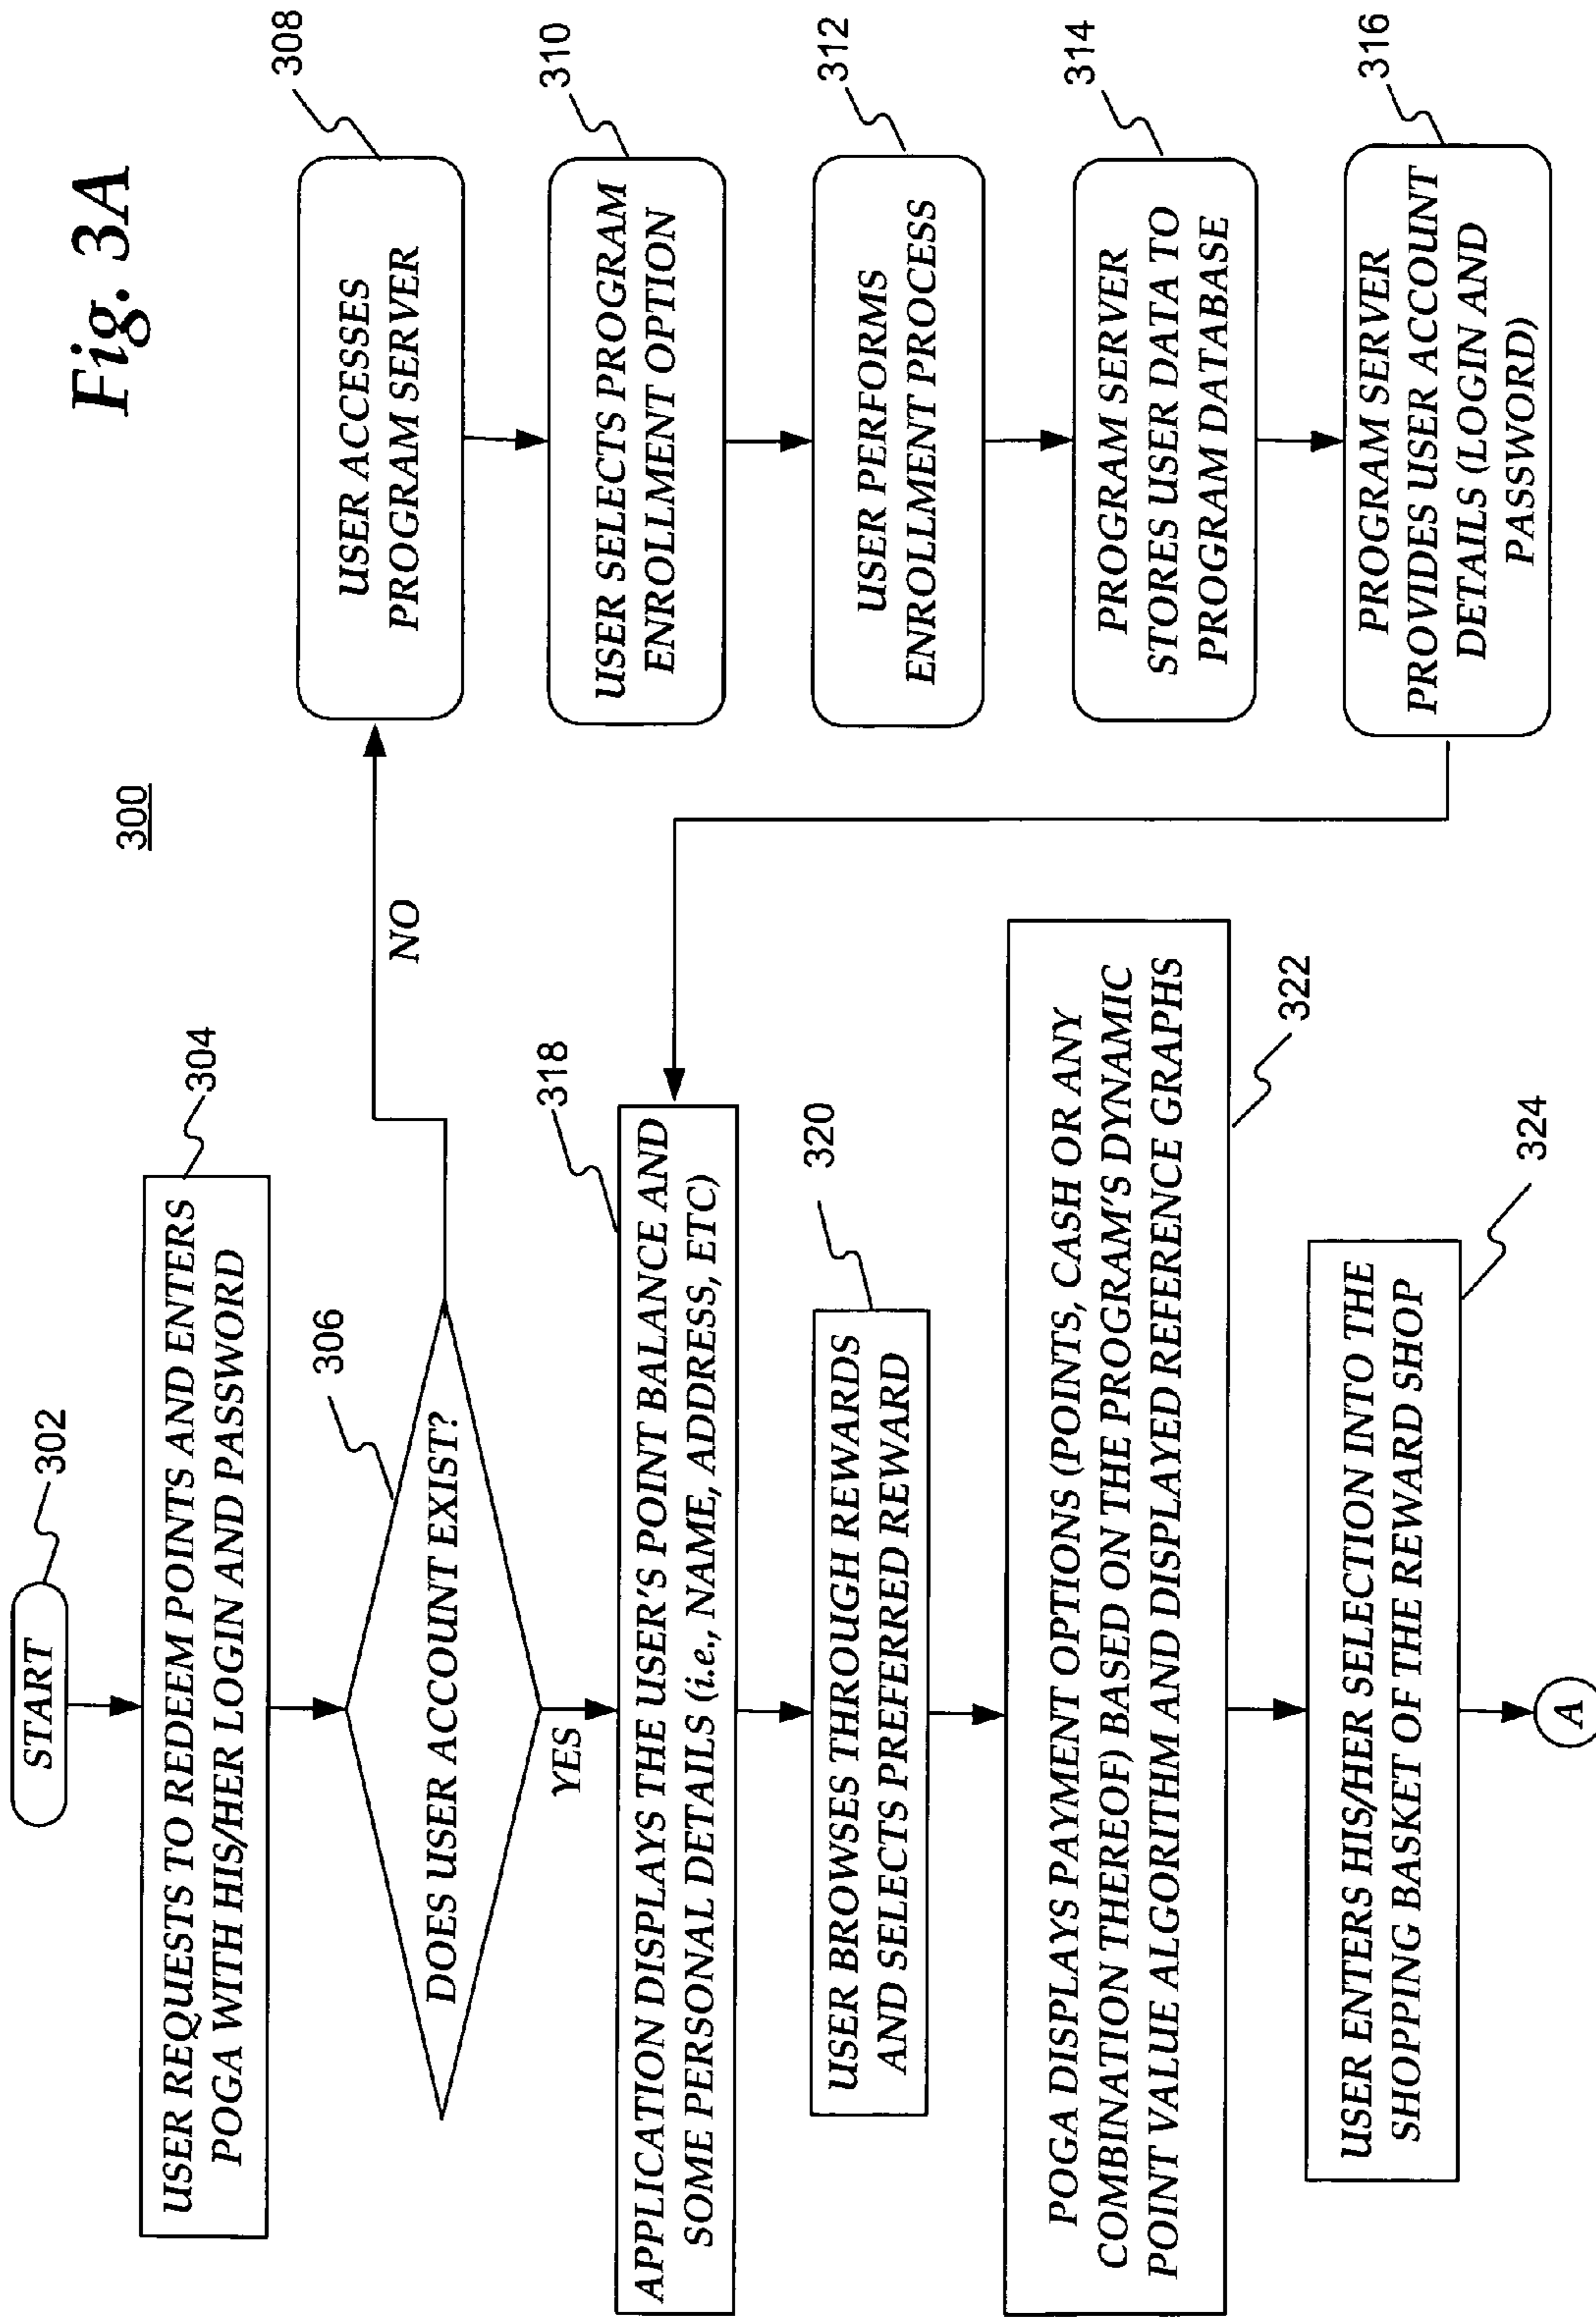 Fig. 3A
300
START
302
USER REQUESTS TO REDEEM POINTS AND ENTERS
POGA WITH HIS/HER LOGIN AND PASSWORD
304
DOES USER ACCOUNT EXIST?
306
NO
YES
USER ACCESSES
PROGRAM SERVER
308
USER SELECTS PROGRAM
ENROLLMENT OPTION
310
USER PERFORMS
ENROLLMENT PROCESS
312
PROGRAM SERVER
STORES USER DATA TO
PROGRAM DATABASE
314
PROGRAM SERVER
PROVIDES USER ACCOUNT
DETAILS (LOGIN AND
PASSWORD)
316
APPLICATION DISPLAYS THE USER'S POINT BALANCE AND
SOME PERSONAL DETAILS (i.e., NAME, ADDRESS, ETC)
318
USER BROWSES THROUGH REWARDS
AND SELECTS PREFERRED REWARD
320
POGA DISPLAYS PAYMENT OPTIONS (POINTS, CASH OR ANY
COMBINATION THEREOF) BASED ON THE PROGRAM'S DYNAMIC
POINT VALUE ALGORITHM AND DISPLAYED REFERENCE GRAPHS
322
USER ENTERS HIS/HER SELECTION INTO THE
SHOPPING BASKET OF THE REWARD SHOP
324
A